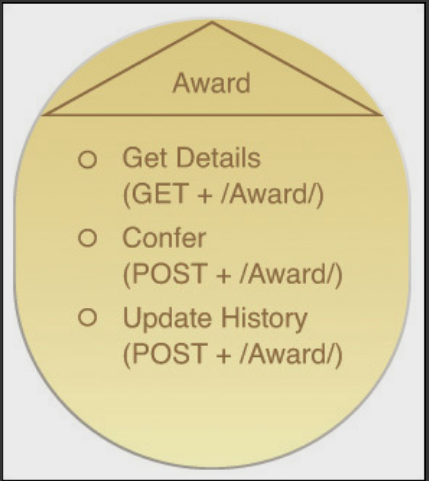 Award
Get Details
(GET + /Award/)
Confer
(POST + /Award/)
Update History
(POST + /Award/)